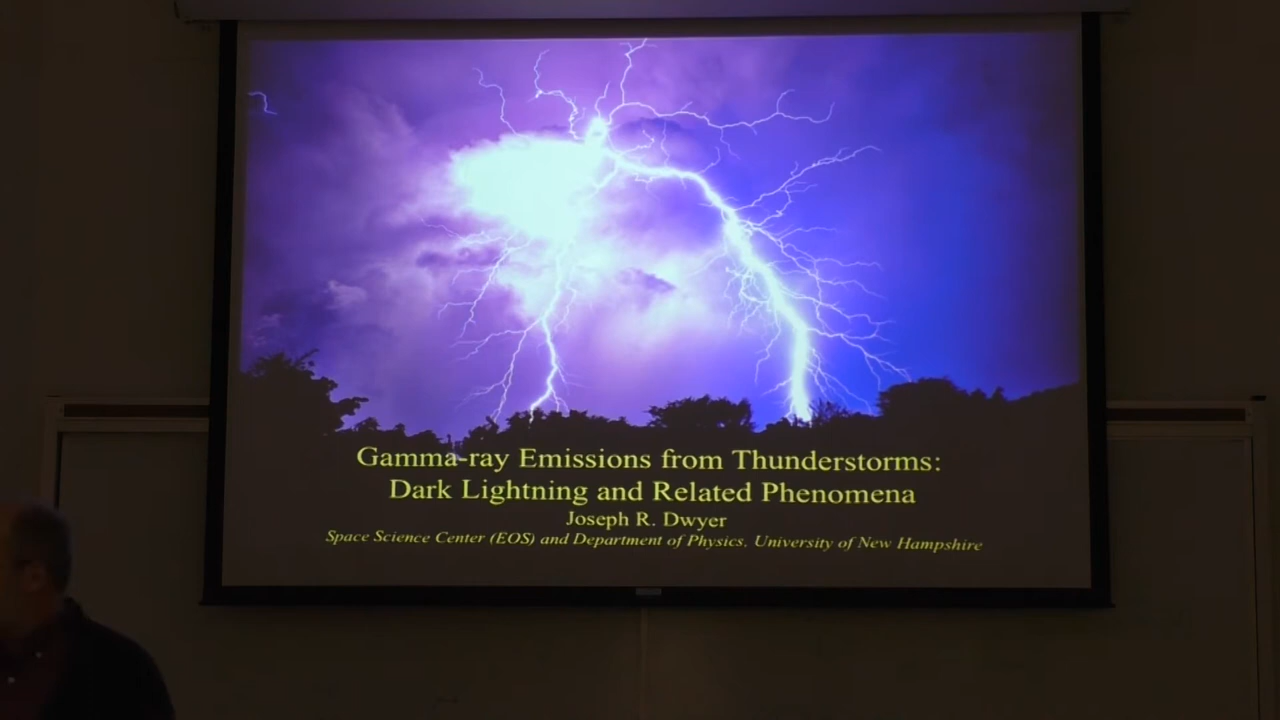 Gamma-ray Emissions from Thunderstorms:
Dark Lightning and Related Phenomena
Joseph R. Dwyer
Space Science Center (EOS) and Department of Physics, University of New Hampshire